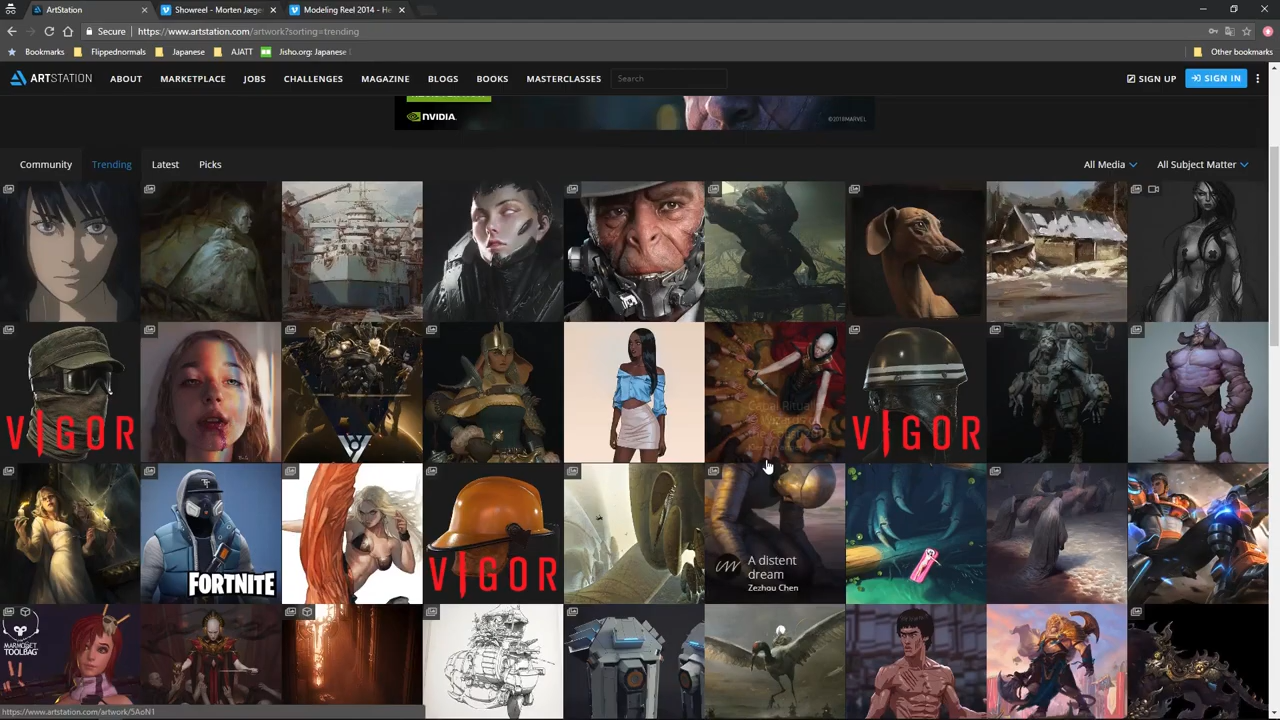 ArtStation
Showreel - Morten Jæger
Modeling Reel 2014 - He
Secure
https://www.artstation.com/artwork?sorting=trending
Bookmarks
Flippednormals
Japanese
AJATT
Jisho.org: Japanese
Other bookmarks
ARTSTATION
ABOUT
MARKETPLACE
JOBS
CHALLENGES
MAGAZINE
BLOGS
BOOKS
MASTERCLASSES
Search
SIGN UP
SIGN IN
NVIDIA.
©2018MARVEL
Community
Trending
Latest
Picks
All Media
All Subject Matter
VIGOR
VIGOR
FORTNITE
VIGOR
A distent
dream
Zezhou Chen
MARMOSET
TOOLBAG
https://www.artstation.com/artwork/5AoN1